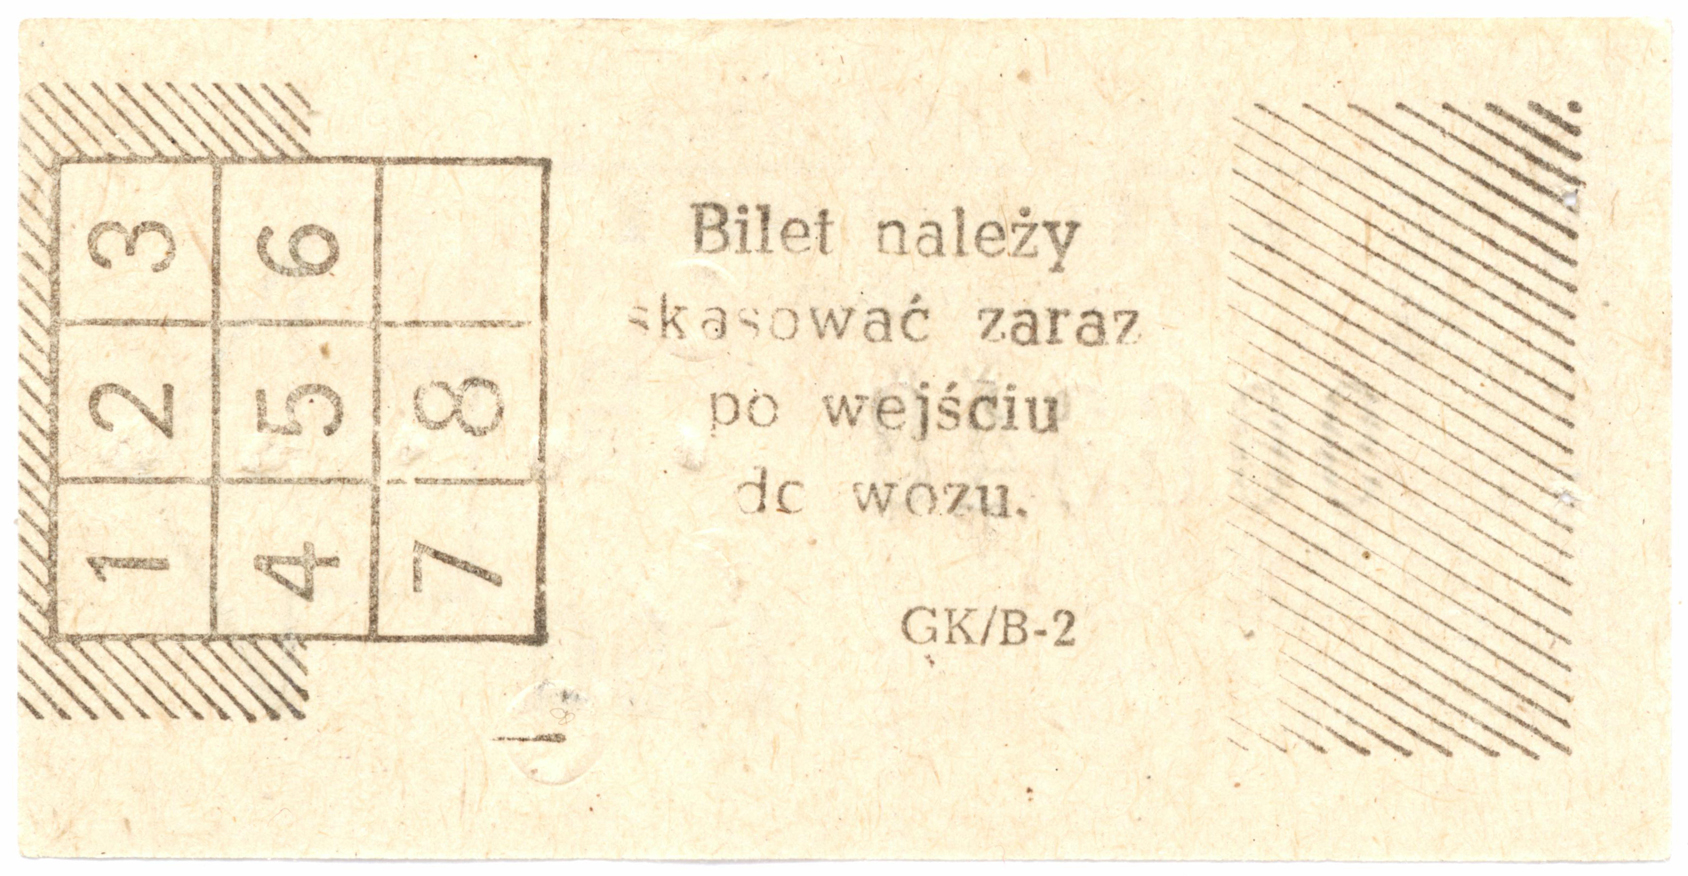 3 6
2 5 8
1 4 7
Bilet należy
skasować zaraz
po wejściu
do wozu.
GK/B-2